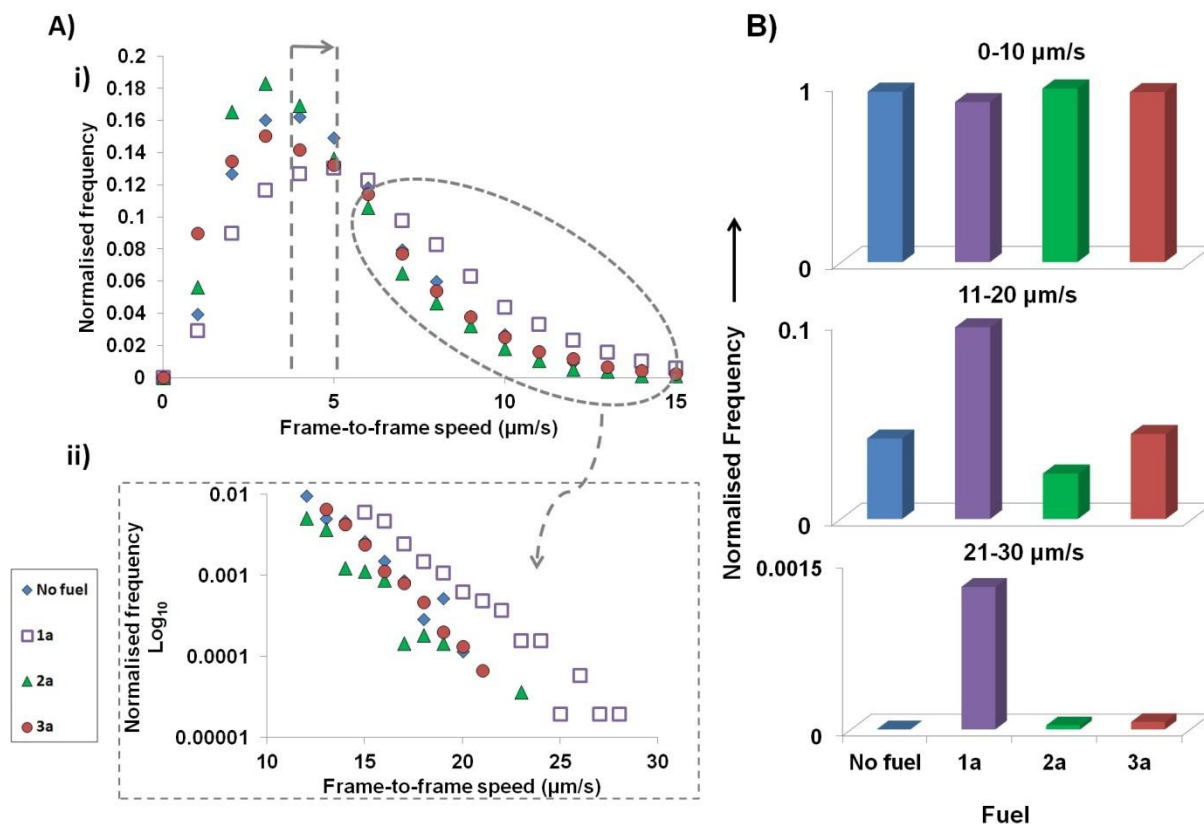 A)
i)
Normalised frequency
0.2
0.18
0.16
0.14
0.12
0.1
0.08
0.06
0.04
0.02
0
0 5 10 15
Frame-to-frame speed (µm/s)
ii)
Normalised frequency
Log10
0.01
0.001
0.0001
0.00001
10 15 20 25 30
Frame-to-frame speed (µm/s)
No fuel
1a
2a
3a
B)
Normalised Frequency
0-10 µm/s
1
0
11-20 µm/s
0.1
0
21-30 µm/s
0.0015
0
No fuel 1a 2a 3a
Fuel